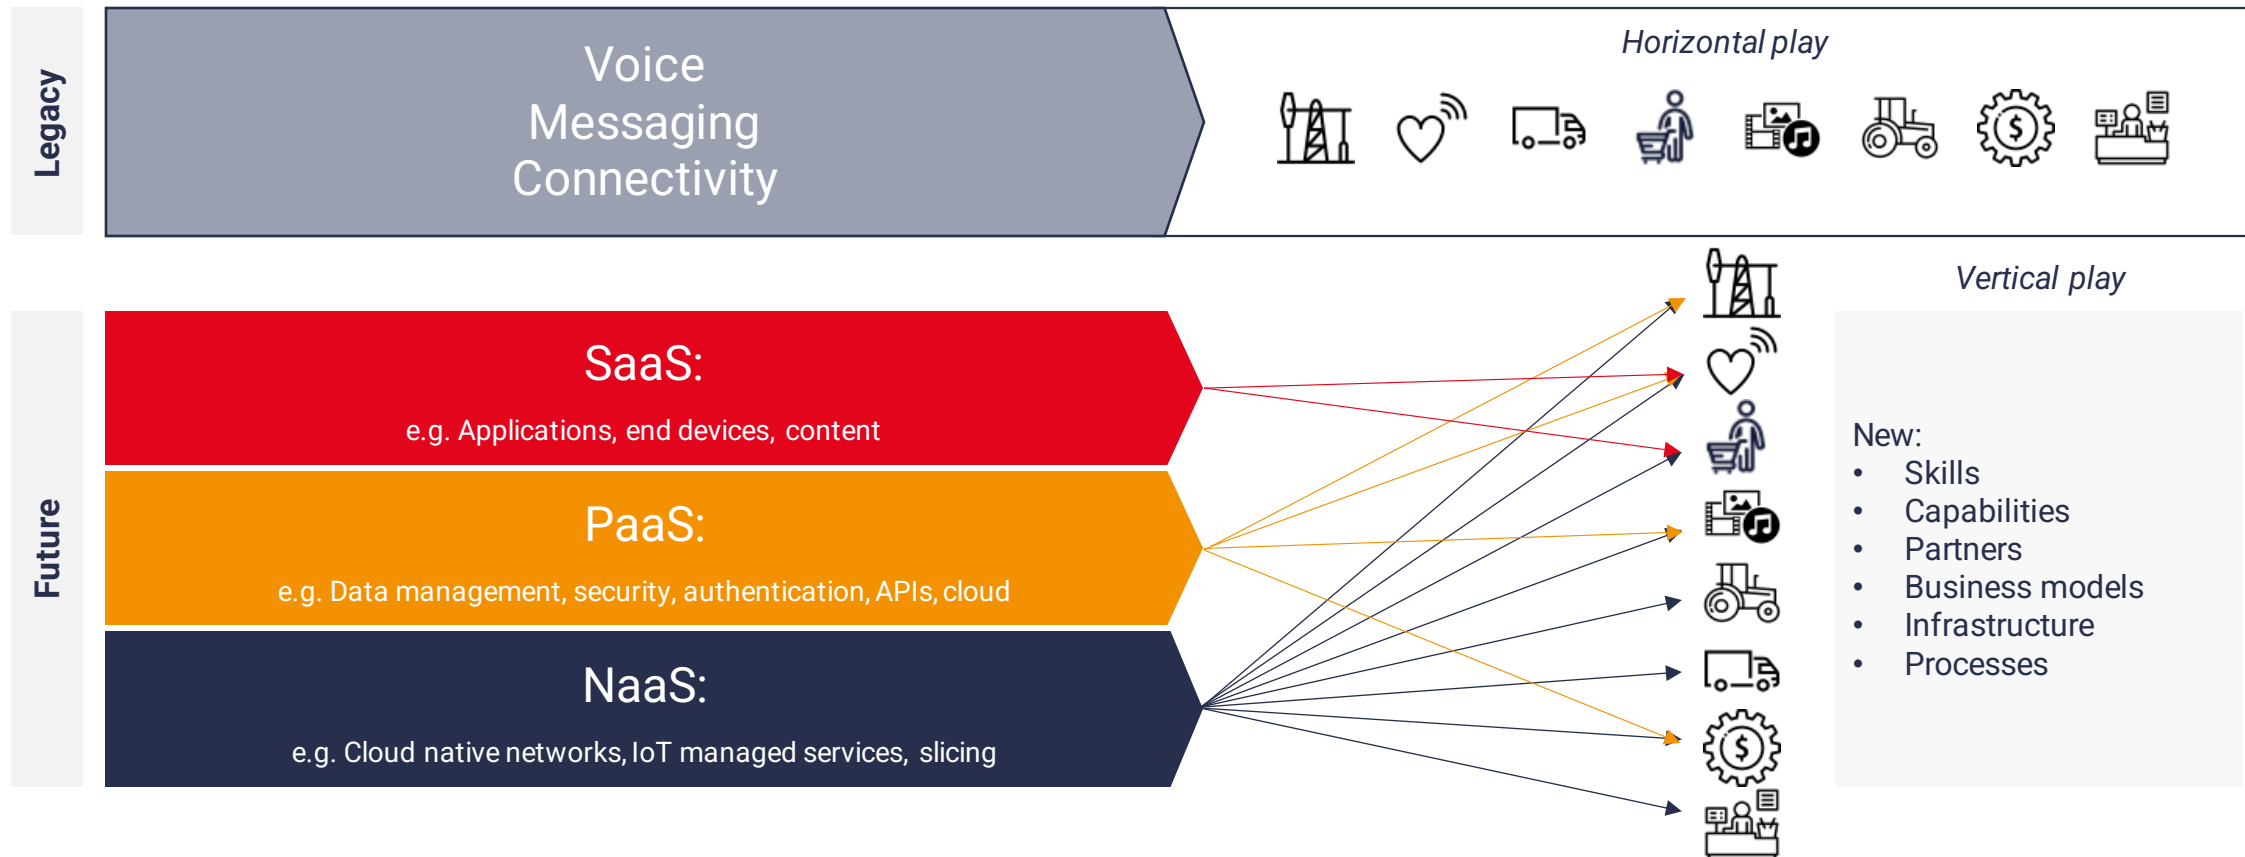 Legacy
Voice
Messaging
Connectivity
Horizontal play
$
Future
SaaS:
e.g. Applications, end devices, content
PaaS:
e.g. Data management, security, authentication, APIs, cloud
NaaS:
e.g. Cloud native networks, IoT managed services, slicing
$
Vertical play
New:
• Skills
• Capabilities
• Partners
• Business models
• Infrastructure
• Processes